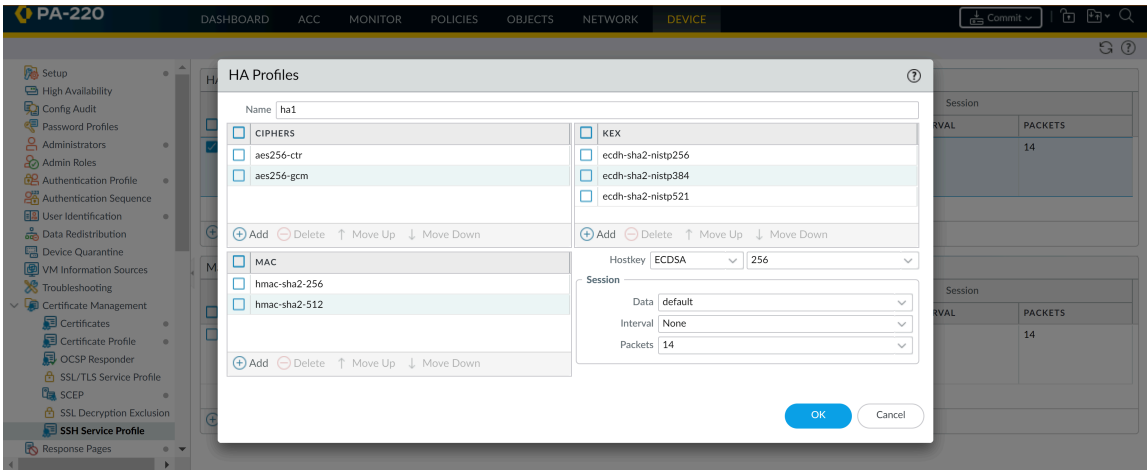 PA-220
DASHBOARD ACC MONITOR POLICIES OBJECTS NETWORK DEVICE
Commit
Setup
High Availability
Config Audit
Password Profiles
Administrators
Admin Roles
Authentication Profile
Authentication Sequence
User Identification
Data Redistribution
Device Quarantine
VM Information Sources
Troubleshooting
Certificate Management
Certificates
Certificate Profile
OCSP Responder
SSL/TLS Service Profile
SCEP
SSL Decryption Exclusion
SSH Service Profile
Response Pages
HA Profiles
Name ha1
CIPHERS
aes256-ctr
aes256-gcm
Add Delete Move Up Move Down
KEX
ecdh-sha2-nistp256
ecdh-sha2-nistp384
ecdh-sha2-nistp521
Add Delete Move Up Move Down
MAC
hmac-sha2-256
hmac-sha2-512
Add Delete Move Up Move Down
Hostkey ECDSA 256
Session
Data default
Interval None
Packets 14
OK Cancel
Session
PACKETS
14
Session
PACKETS
14